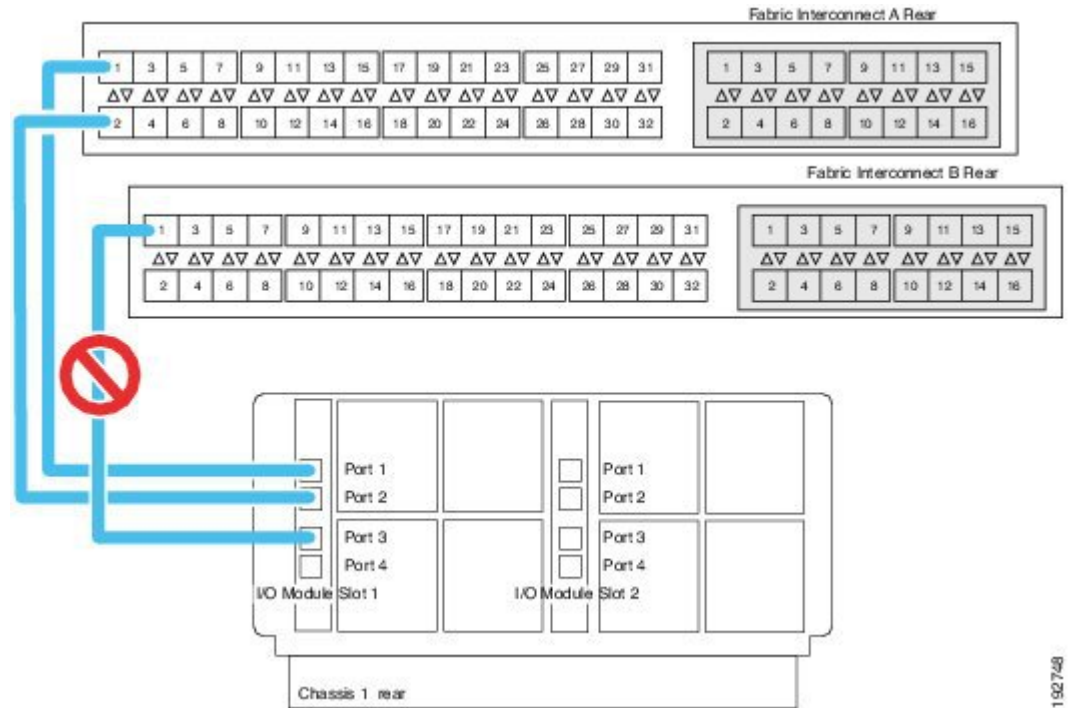 Fabric Interconnect A Rear
1 3 5 7 9 11 13 15 17 19 21 23 25 27 29 31 1 3 5 7 9 11 13 15
2 4 6 8 10 12 14 16 18 20 22 24 26 28 30 32 2 4 6 8 10 12 14 16
Fabric Interconnect B Rear
1 3 5 7 9 11 13 15 17 19 21 23 25 27 29 31 1 3 5 7 9 11 13 15
2 4 6 8 10 12 14 16 18 20 22 24 26 28 30 32 2 4 6 8 10 12 14 16
Port 1 Port 1
Port 2 Port 2
Port 3 Port 3
Port 4 Port 4
I/O Module Slot 1 I/O Module Slot 2
Chassis 1 rear
192748